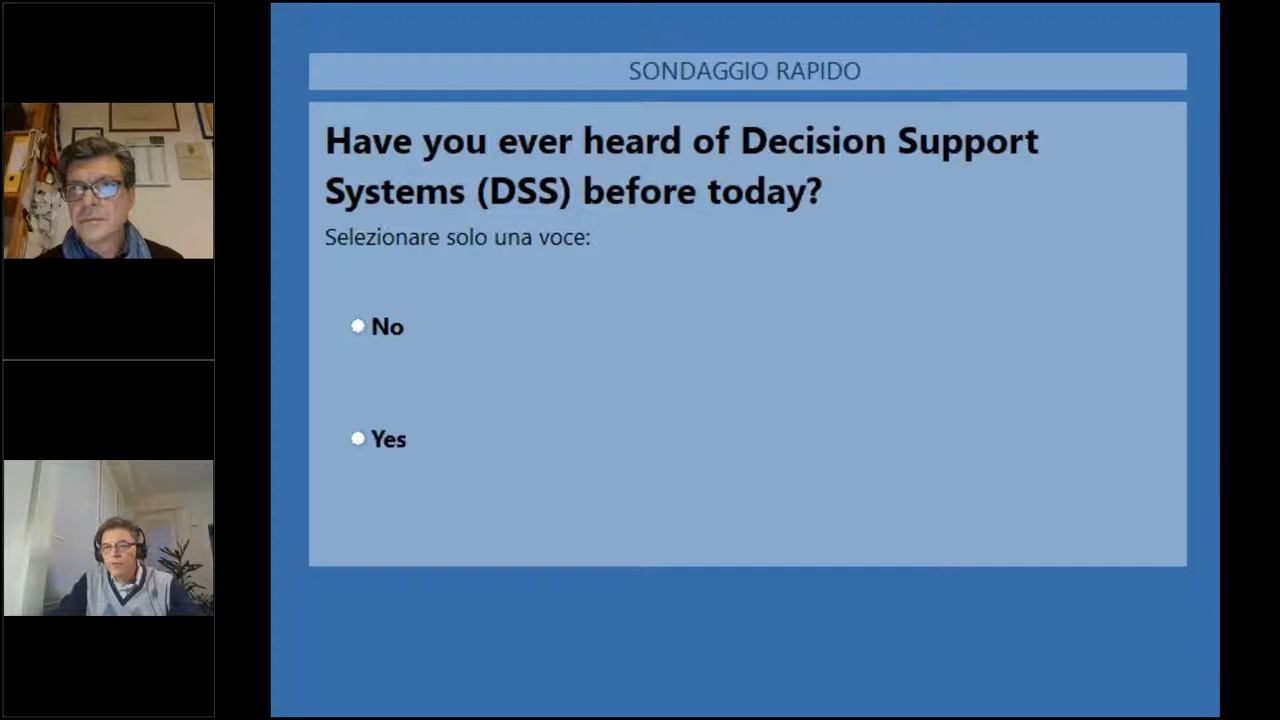 SONDAGGIO RAPIDO
Have you ever heard of Decision Support
Systems (DSS) before today?
Selezionare solo una voce:
No
Yes